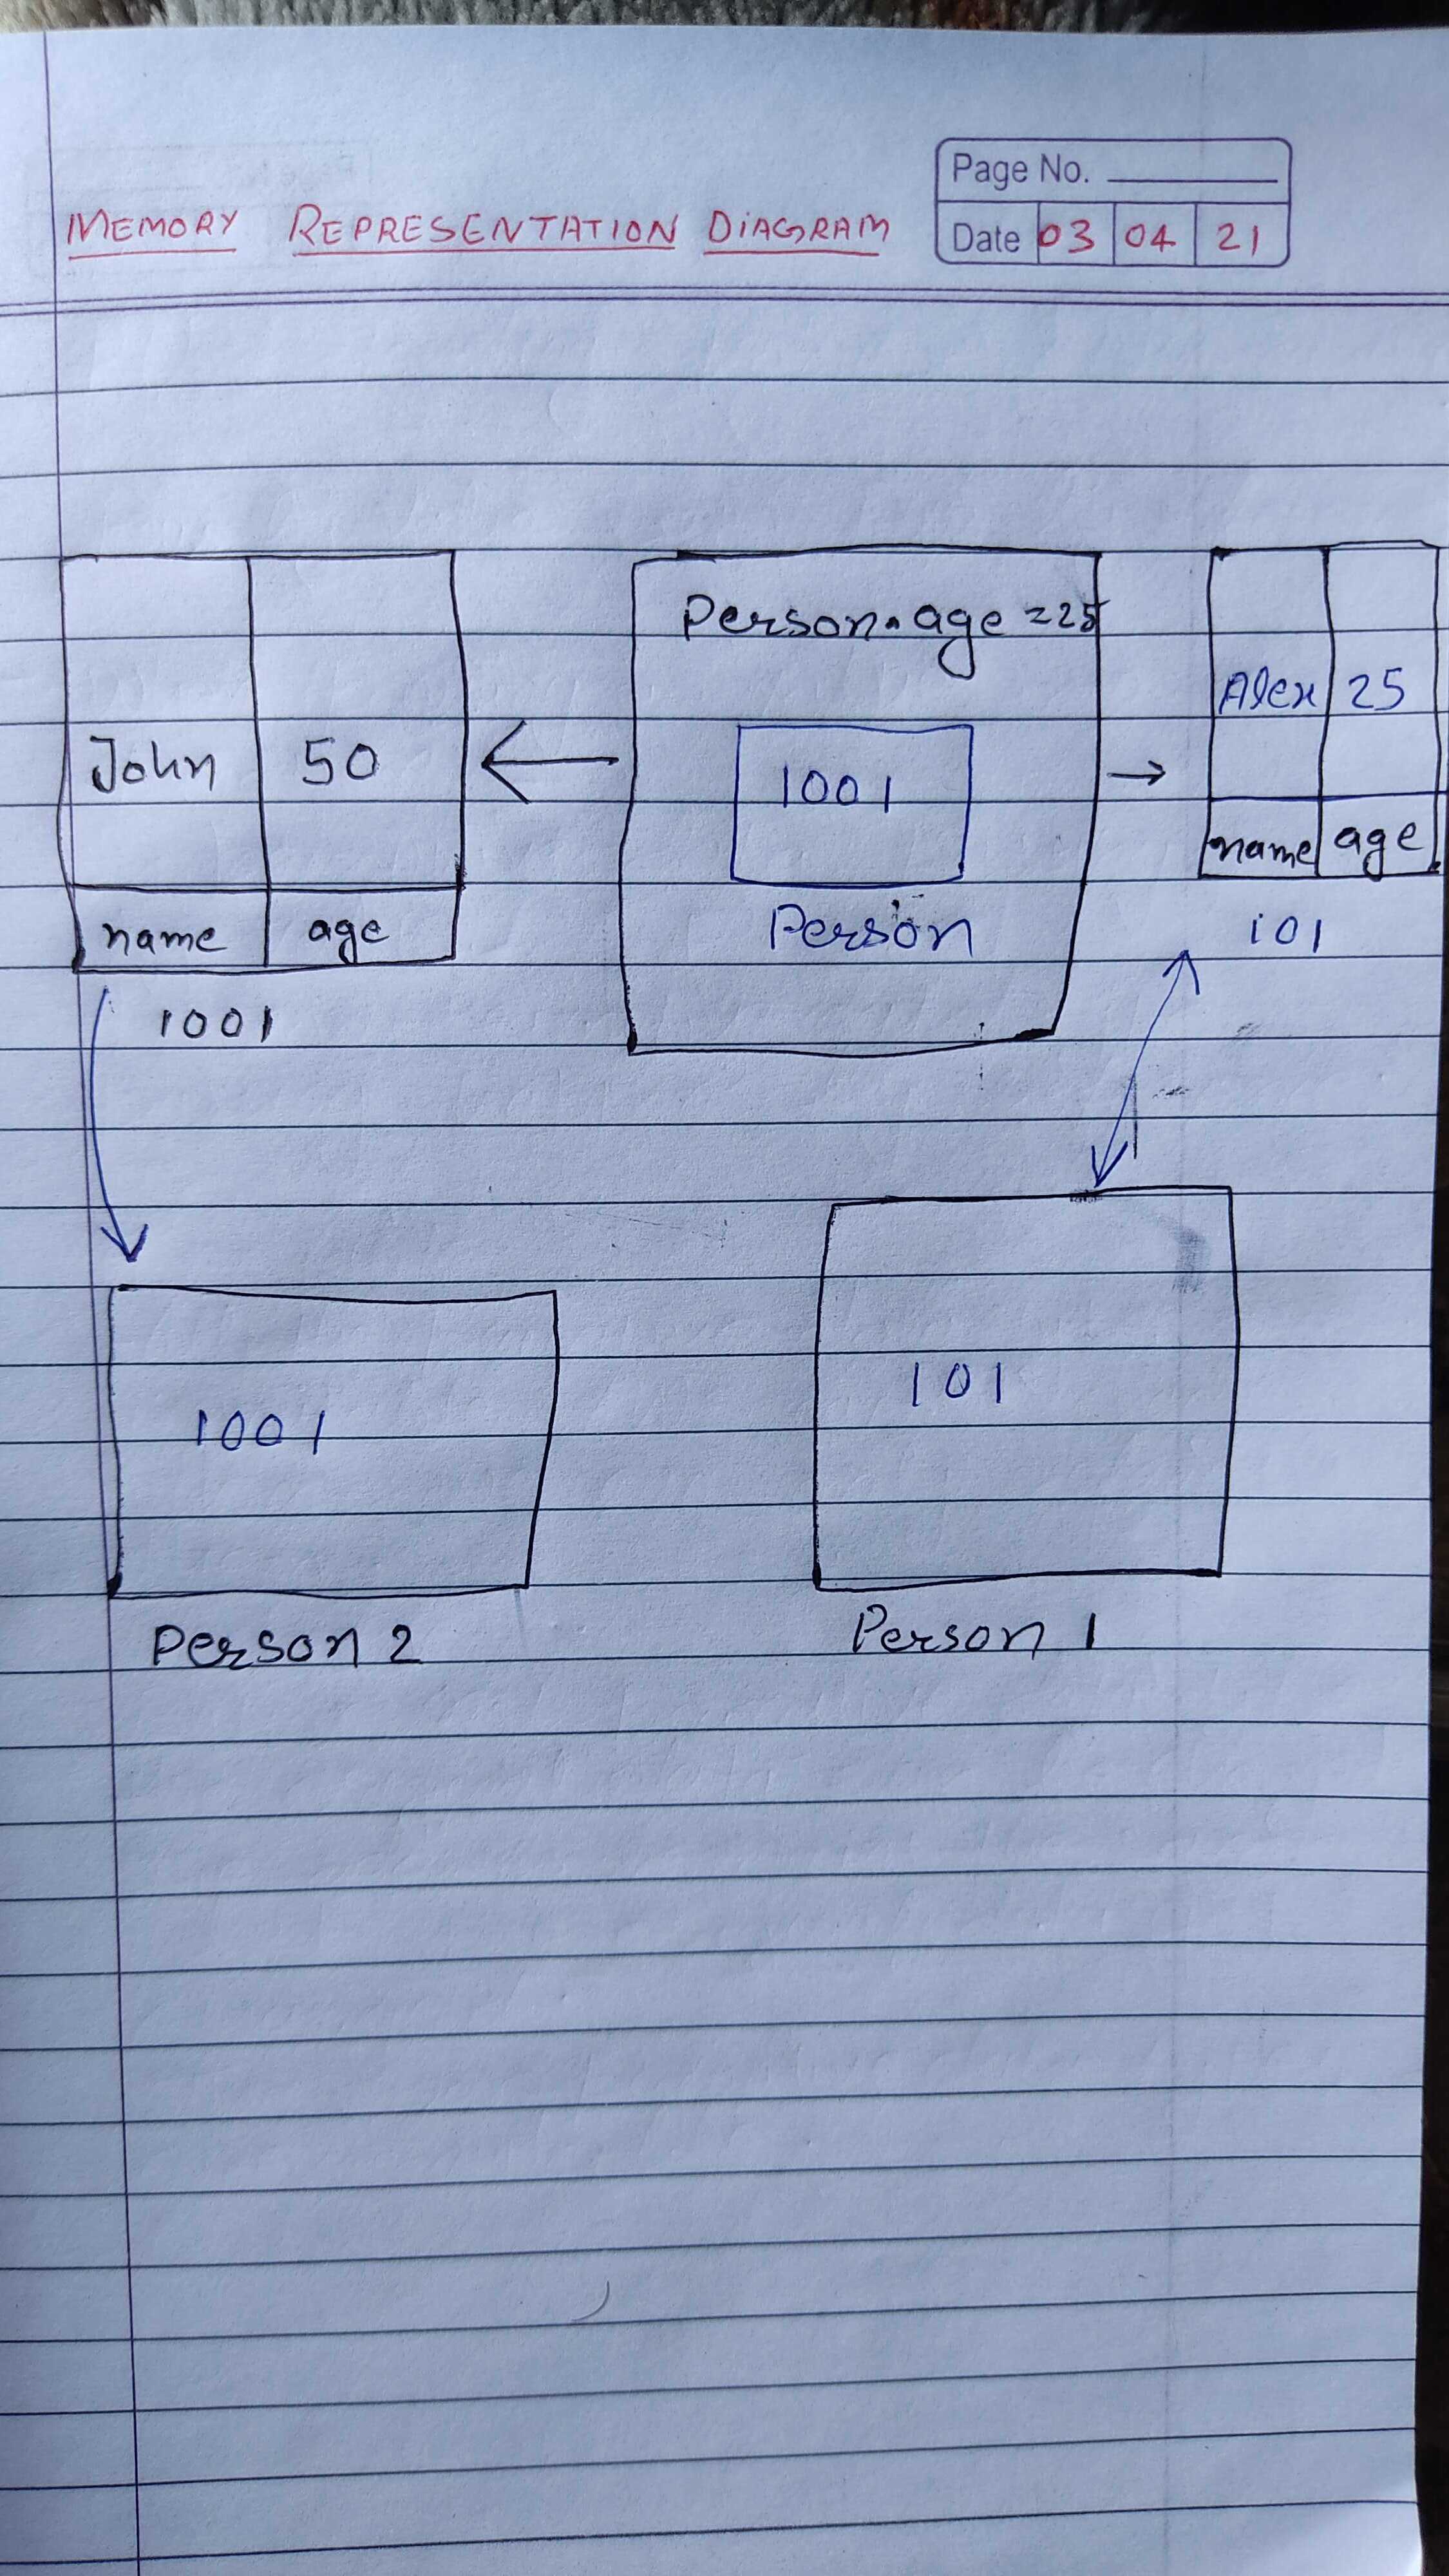 Page No.
MEMORY REPRESENTATION DIAGRAM
Date 03 04 21
Person.age = 25
Alex 25
John 50
1001
name age
Person
101
name age
1001
101
1001
Person 1
Person 2